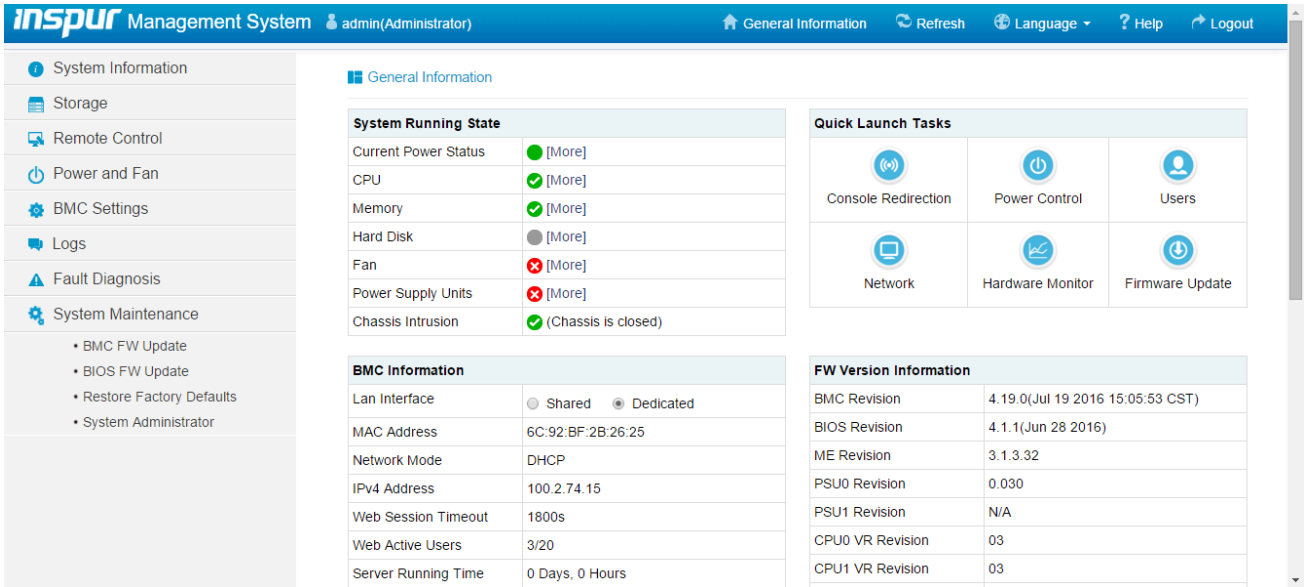 inspur Management System admin(Administrator) General Information Refresh Language Help Logout
System Information
Storage
Remote Control
Power and Fan
BMC Settings
Logs
Fault Diagnosis
System Maintenance
• BMC FW Update
• BIOS FW Update
• Restore Factory Defaults
• System Administrator
General Information
System Running State
Current Power Status [More]
CPU [More]
Memory [More]
Hard Disk [More]
Fan [More]
Power Supply Units [More]
Chassis Intrusion (Chassis is closed)
Quick Launch Tasks
Console Redirection Power Control Users
Network Hardware Monitor Firmware Update
BMC Information
Lan Interface Shared Dedicated
MAC Address 6C:92:BF:2B:26:25
Network Mode DHCP
IPv4 Address 100.2.74.15
Web Session Timeout 1800s
Web Active Users 3/20
Server Running Time 0 Days, 0 Hours
FW Version Information
BMC Revision 4.19.0(Jul 19 2016 15:05:53 CST)
BIOS Revision 4.1.1(Jun 28 2016)
ME Revision 3.1.3.32
PSU0 Revision 0.030
PSU1 Revision N/A
CPU0 VR Revision 03
CPU1 VR Revision 03